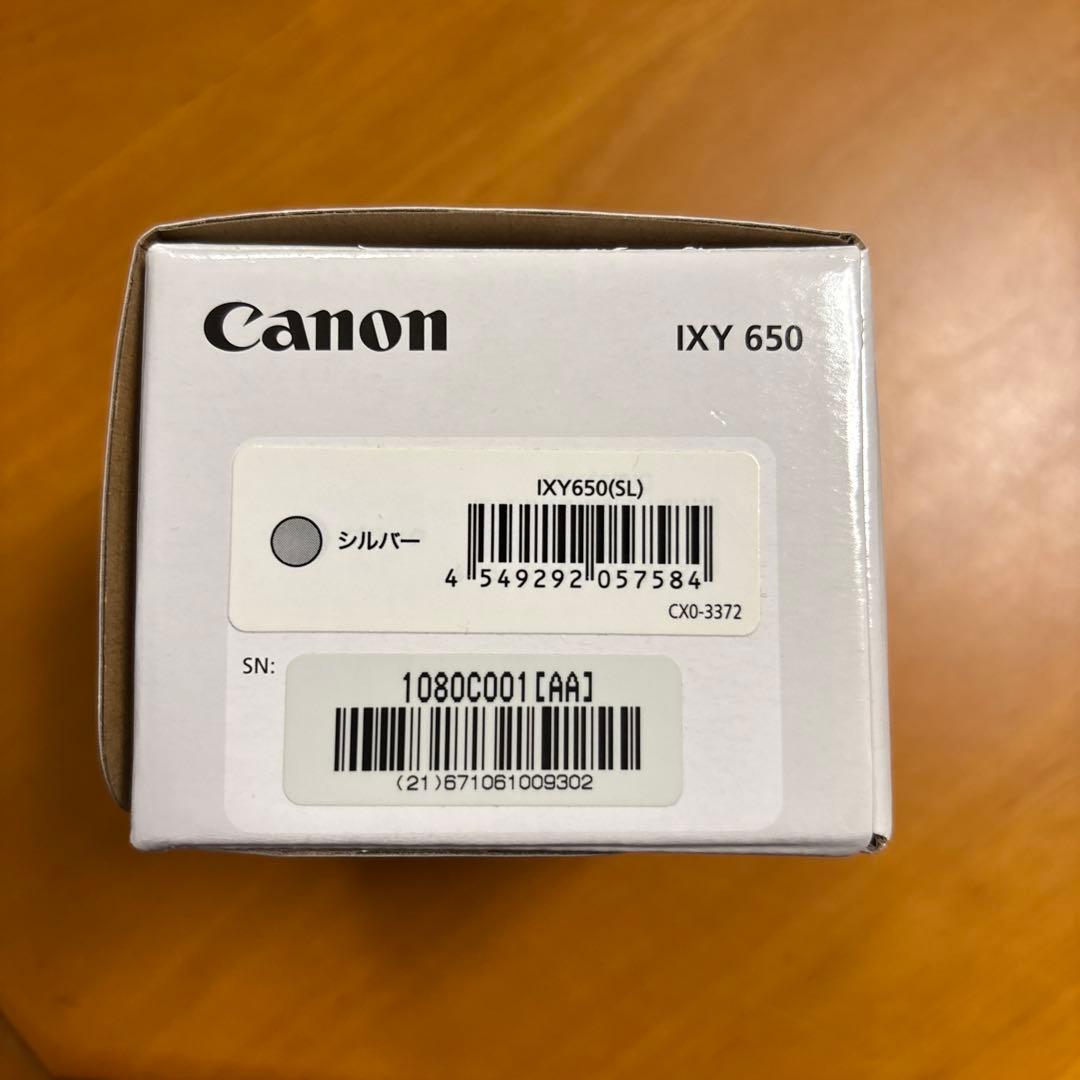 Canon IXY 650
IXY650(SL)
シルバー
4 549292 057584
CX0-3372
SN:
1080C001[AA]
(21)671061009302